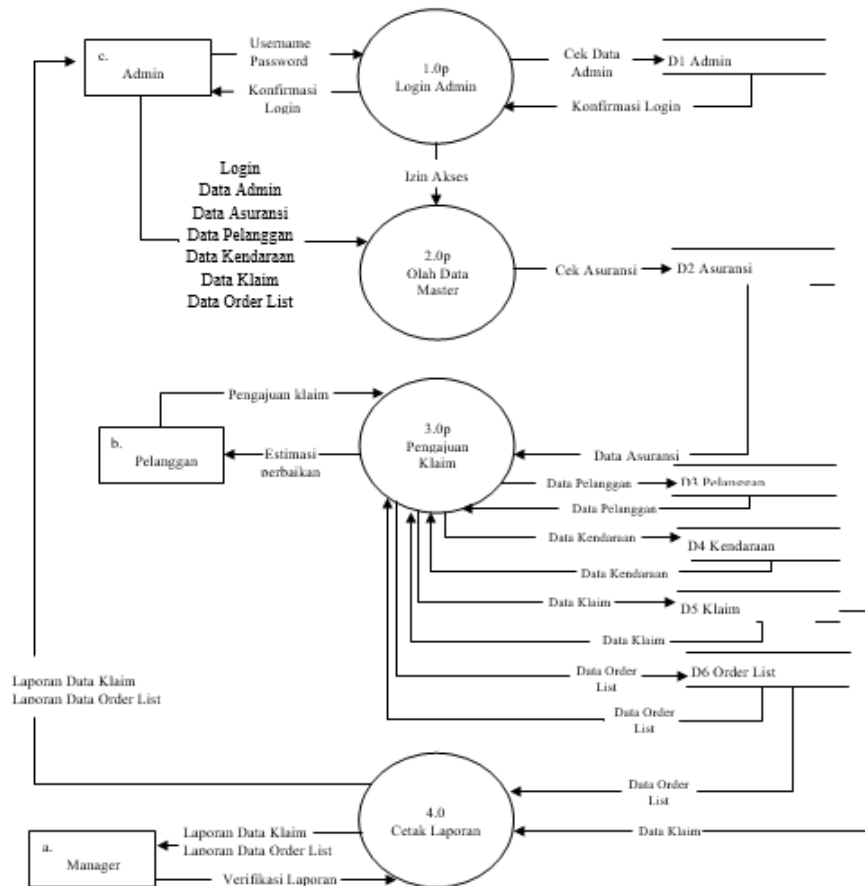 c.
Admin
Username
Password
Konfirmasi
Login
1.0p
Login Admin
Cek Data
Admin
D1 Admin
Konfirmasi Login
Izin Akses
Login
Data Admin
Data Asuransi
Data Pelanggan
Data Kendaraan
Data Klaim
Data Order List
2.0p
Olah Data
Master
Cek Asuransi
D2 Asuransi
Pengajuan klaim
b.
Pelanggan
Estimasi
perbaikan
3.0p
Pengajuan
Klaim
Data Asuransi
Data Pelanggan
D3 Pelanggan
Data Pelanggan
Data Kendaraan
D4 Kendaraan
Data Kendaraan
Data Klaim
D5 Klaim
Data Klaim
Data Order
List
D6 Order List
Data Order
List
Laporan Data Klaim
Laporan Data Order List
Data Order
List
4.0
Cetak Laporan
Data Klaim
Laporan Data Klaim
Laporan Data Order List
a.
Manager
Verifikasi Laporan